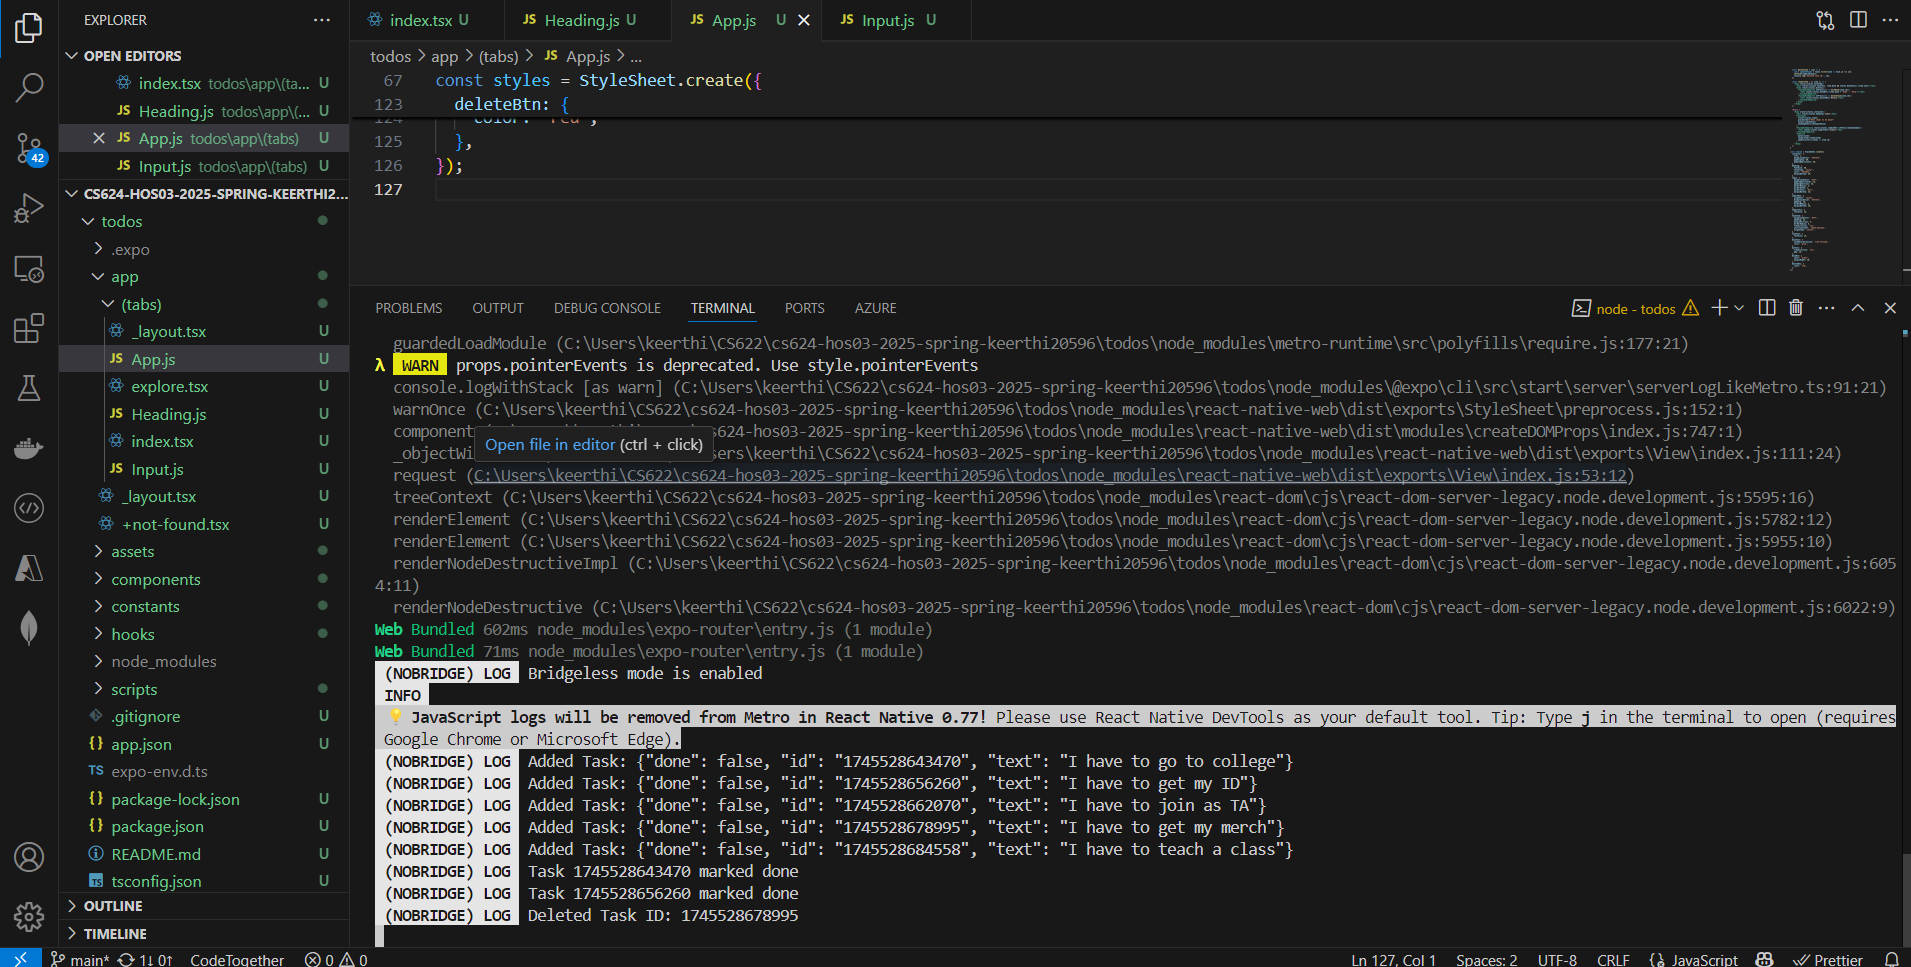 EXPLORER
OPEN EDITORS
index.tsx todos\app\(ta... U
Heading.js todos\app\(... U
App.js todos\app\(tabs) U
Input.js todos\app\(tabs) U
CS624-HOS03-2025-SPRING-KEERTHI2...
todos
.expo
app
(tabs)
_layout.tsx U
JS App.js U
explore.tsx U
JS Heading.js U
index.tsx U
JS Input.js U
_layout.tsx U
+not-found.tsx U
assets
components
constants
hooks
node_modules
scripts
.gitignore U
{} app.json U
TS expo-env.d.ts
{} package-lock.json U
{} package.json U
README.md U
tsconfig.json U
OUTLINE
TIMELINE
42
index.tsx U JS Heading.js U JS App.js U JS Input.js U
todos > app > (tabs) > JS App.js > ...
67 const styles = StyleSheet.create({
123 deleteBtn: {
125 },
126 });
127
PROBLEMS OUTPUT DEBUG CONSOLE TERMINAL PORTS AZURE
node - todos
guardedLoadModule (C:\Users\keerthi\CS622\cs624-hos03-2025-spring-keerthi20596\todos\node_modules\metro-runtime\src\polyfills\require.js:177:21)
λ WARN props.pointerEvents is deprecated. Use style.pointerEvents
console.logWithStack [as warn] (C:\Users\keerthi\CS622\cs624-hos03-2025-spring-keerthi20596\todos\node_modules\@expo\cli\src\start\server\serverLogLikeMetro.ts:91:21)
warnOnce (C:\Users\keerthi\CS622\cs624-hos03-2025-spring-keerthi20596\todos\node_modules\react-native-web\dist\exports\StyleSheet\preprocess.js:152:1)
component s624-hos03-2025-spring-keerthi20596\todos\node_modules\react-native-web\dist\modules\createDOMProps\index.js:747:1)
Open file in editor (ctrl + click)
_objectWi s624-hos03-2025-spring-keerthi20596\todos\node_modules\react-native-web\dist\exports\View\index.js:111:24)
request (C:\Users\keerthi\CS622\cs624-hos03-2025-spring-keerthi20596\todos\node_modules\react-native-web\dist\exports\View\index.js:53:12)
treeContext (C:\Users\keerthi\CS622\cs624-hos03-2025-spring-keerthi20596\todos\node_modules\react-dom\cjs\react-dom-server-legacy.node.development.js:5595:16)
renderElement (C:\Users\keerthi\CS622\cs624-hos03-2025-spring-keerthi20596\todos\node_modules\react-dom\cjs\react-dom-server-legacy.node.development.js:5782:12)
renderElement (C:\Users\keerthi\CS622\cs624-hos03-2025-spring-keerthi20596\todos\node_modules\react-dom\cjs\react-dom-server-legacy.node.development.js:5955:10)
renderNodeDestructiveImpl (C:\Users\keerthi\CS622\cs624-hos03-2025-spring-keerthi20596\todos\node_modules\react-dom\cjs\react-dom-server-legacy.node.development.js:605
4:11)
renderNodeDestructive (C:\Users\keerthi\CS622\cs624-hos03-2025-spring-keerthi20596\todos\node_modules\react-dom\cjs\react-dom-server-legacy.node.development.js:6022:9)
Web Bundled 602ms node_modules\expo-router\entry.js (1 module)
Web Bundled 71ms node_modules\expo-router\entry.js (1 module)
(NOBRIDGE) LOG Bridgeless mode is enabled
INFO
💡 JavaScript logs will be removed from Metro in React Native 0.77! Please use React Native DevTools as your default tool. Tip: Type j in the terminal to open (requires
Google Chrome or Microsoft Edge).
(NOBRIDGE) LOG Added Task: {"done": false, "id": "1745528643470", "text": "I have to go to college"}
(NOBRIDGE) LOG Added Task: {"done": false, "id": "1745528656260", "text": "I have to get my ID"}
(NOBRIDGE) LOG Added Task: {"done": false, "id": "1745528662070", "text": "I have to join as TA"}
(NOBRIDGE) LOG Added Task: {"done": false, "id": "1745528678995", "text": "I have to get my merch"}
(NOBRIDGE) LOG Added Task: {"done": false, "id": "1745528684558", "text": "I have to teach a class"}
(NOBRIDGE) LOG Task 1745528643470 marked done
(NOBRIDGE) LOG Task 1745528656260 marked done
(NOBRIDGE) LOG Deleted Task ID: 1745528678995
main* 1↓ 0↑ CodeTogether 0 0 Ln 127, Col 1 Spaces: 2 UTF-8 CRLF {} JavaScript Prettier